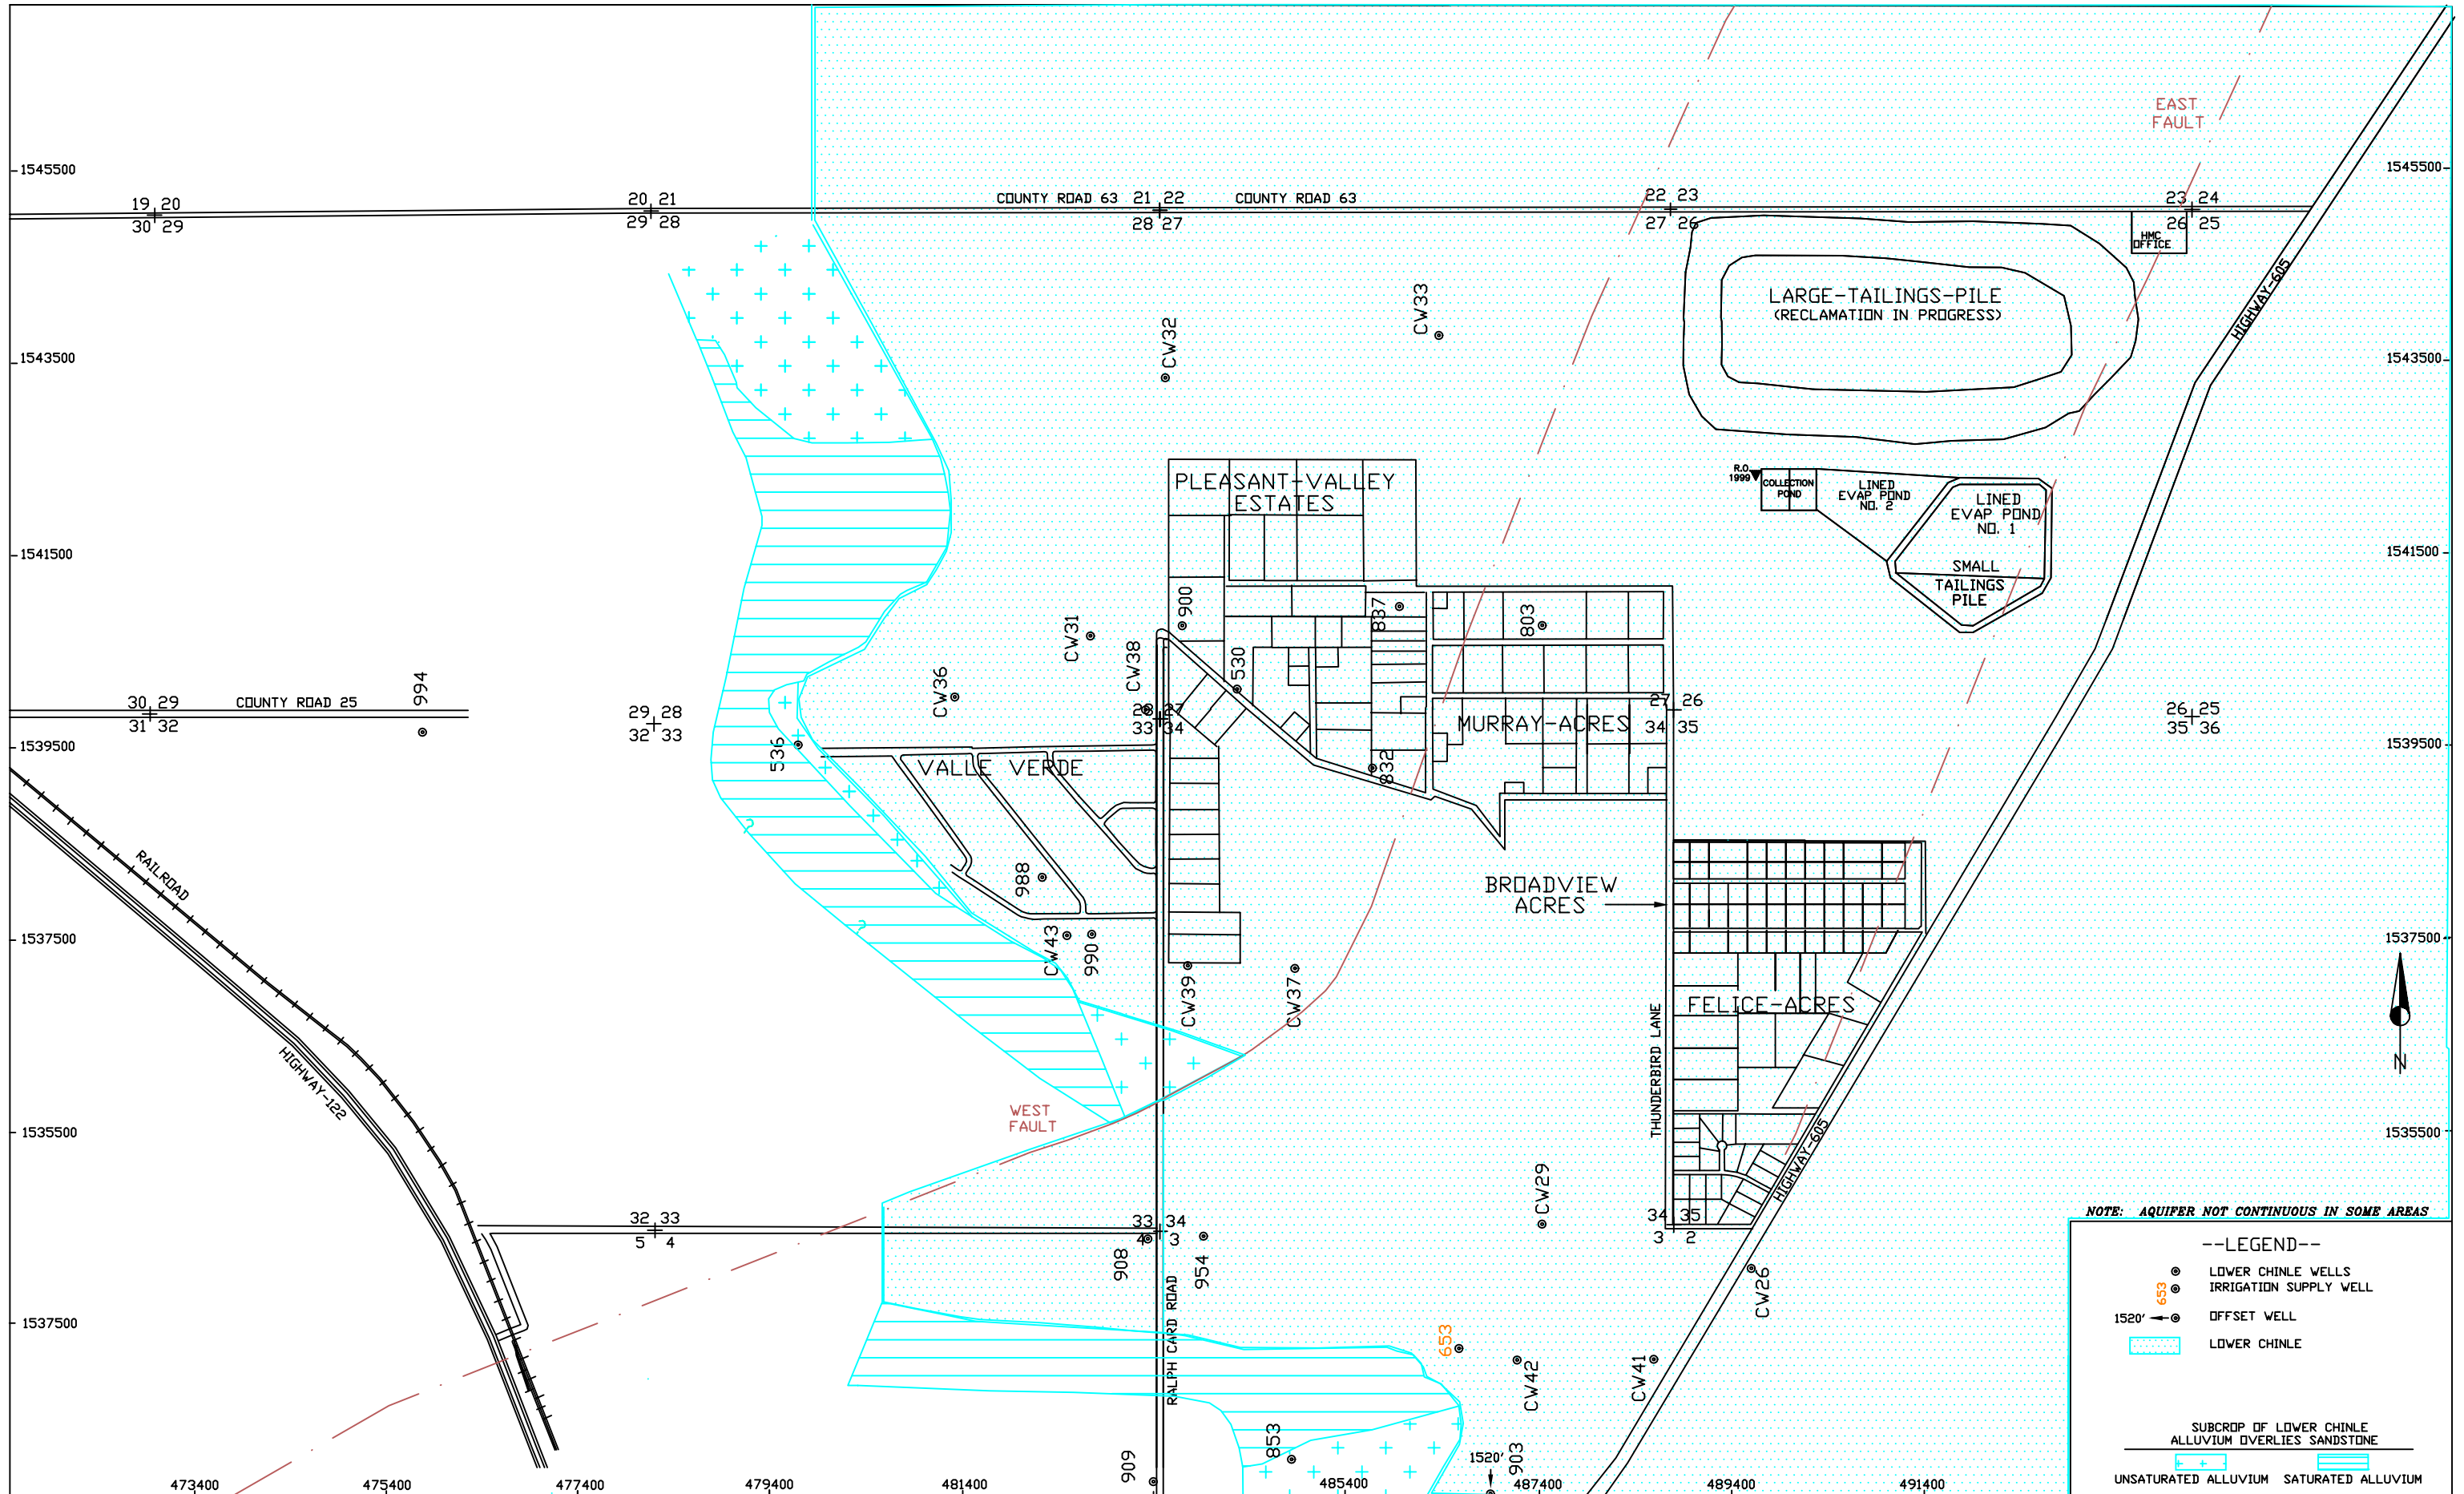 EAST
FAULT
1545500
1545500
19 20
30 29
20 21
29 28
COUNTY ROAD 63
21 22
28 27
COUNTY ROAD 63
22 23
27 26
23 24
26 25
HMC
OFFICE
HIGHWAY-605
LARGE-TAILINGS-PILE
(RECLAMATION IN PROGRESS)
CW33
CW32
1543500
1543500
PLEASANT-VALLEY
ESTATES
R.O.
1999
COLLECTION
POND
LINED
EVAP POND
NO. 2
LINED
EVAP POND
NO. 1
SMALL
TAILINGS
PILE
1541500
1541500
900
837
803
CW31
CW38
530
CW36
994
30 29
31 32
COUNTY ROAD 25
29 28
32 33
28 27
33 34
27 26
34 35
26 25
35 36
MURRAY-ACRES
1539500
1539500
536
VALLE VERDE
832
RAILROAD
988
BROADVIEW
ACRES
1537500
1537500
CW43
990
CW39
CW37
FELICE-ACRES
THUNDERBIRD LANE
HIGHWAY-122
N
WEST
FAULT
1535500
1535500
HIGHWAY-605
CW29
32 33
5 4
33 34
4 3
34 35
3 2
908
954
CW26
RALPH CARD ROAD
1537500
653
CW42
CW41
853
909
1520'
903
473400
475400
477400
479400
481400
485400
487400
489400
491400
NOTE: AQUIFER NOT CONTINUOUS IN SOME AREAS
--LEGEND--
LOWER CHINLE WELLS
653
IRRIGATION SUPPLY WELL
1520'
OFFSET WELL
LOWER CHINLE
SUBCROP OF LOWER CHINLE
ALLUVIUM OVERLIES SANDSTONE
UNSATURATED ALLUVIUM SATURATED ALLUVIUM